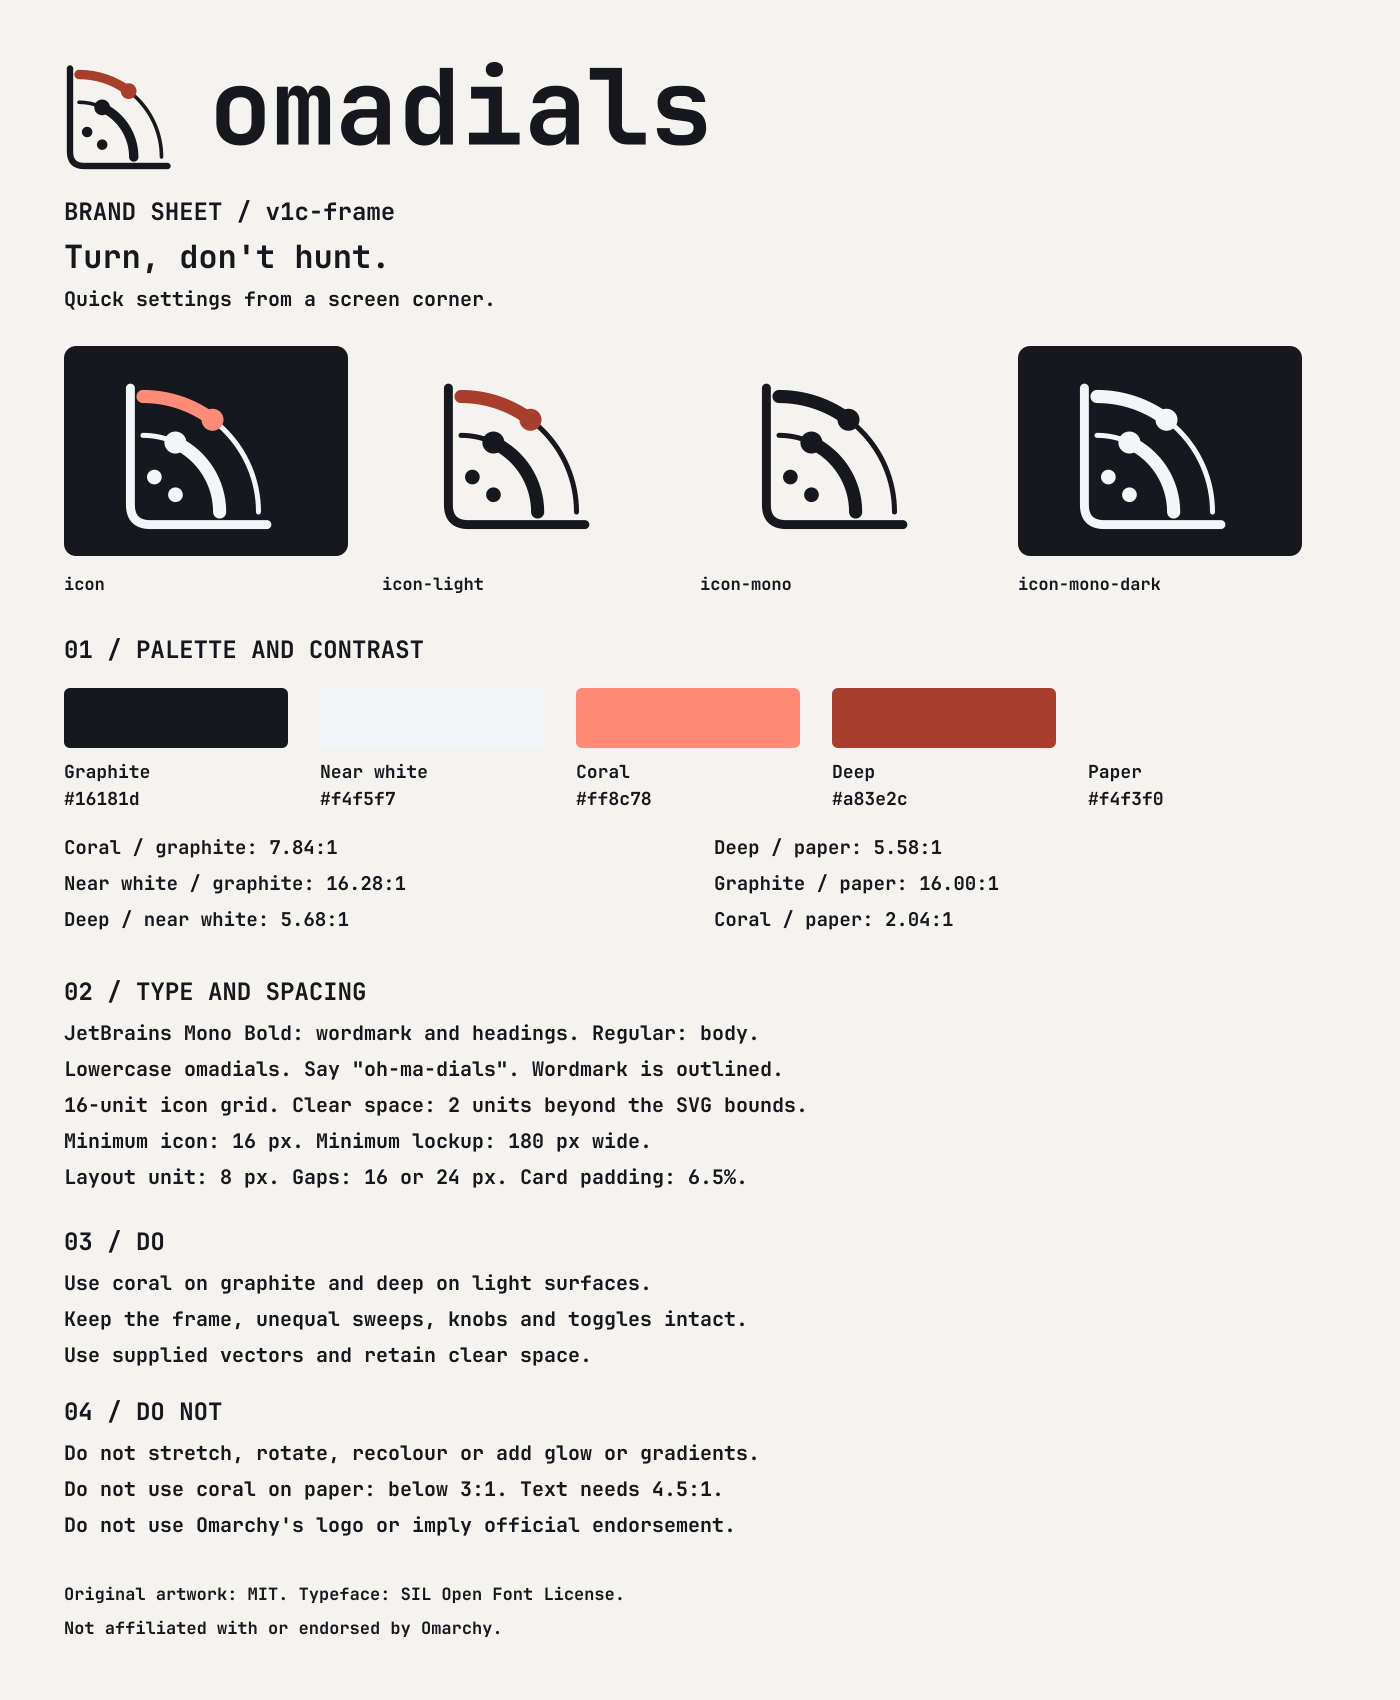 omadials
BRAND SHEET / v1c-frame
Turn, don't hunt.
Quick settings from a screen corner.
icon
icon-light
icon-mono
icon-mono-dark
01 / PALETTE AND CONTRAST
Graphite
#16181d
Near white
#f4f5f7
Coral
#ff8c78
Deep
#a83e2c
Paper
#f4f3f0
Coral / graphite: 7.84:1
Near white / graphite: 16.28:1
Deep / near white: 5.68:1
Deep / paper: 5.58:1
Graphite / paper: 16.00:1
Coral / paper: 2.04:1
02 / TYPE AND SPACING
JetBrains Mono Bold: wordmark and headings. Regular: body.
Lowercase omadials. Say "oh-ma-dials". Wordmark is outlined.
16-unit icon grid. Clear space: 2 units beyond the SVG bounds.
Minimum icon: 16 px. Minimum lockup: 180 px wide.
Layout unit: 8 px. Gaps: 16 or 24 px. Card padding: 6.5%.
03 / DO
Use coral on graphite and deep on light surfaces.
Keep the frame, unequal sweeps, knobs and toggles intact.
Use supplied vectors and retain clear space.
04 / DO NOT
Do not stretch, rotate, recolour or add glow or gradients.
Do not use coral on paper: below 3:1. Text needs 4.5:1.
Do not use Omarchy's logo or imply official endorsement.
Original artwork: MIT. Typeface: SIL Open Font License.
Not affiliated with or endorsed by Omarchy.